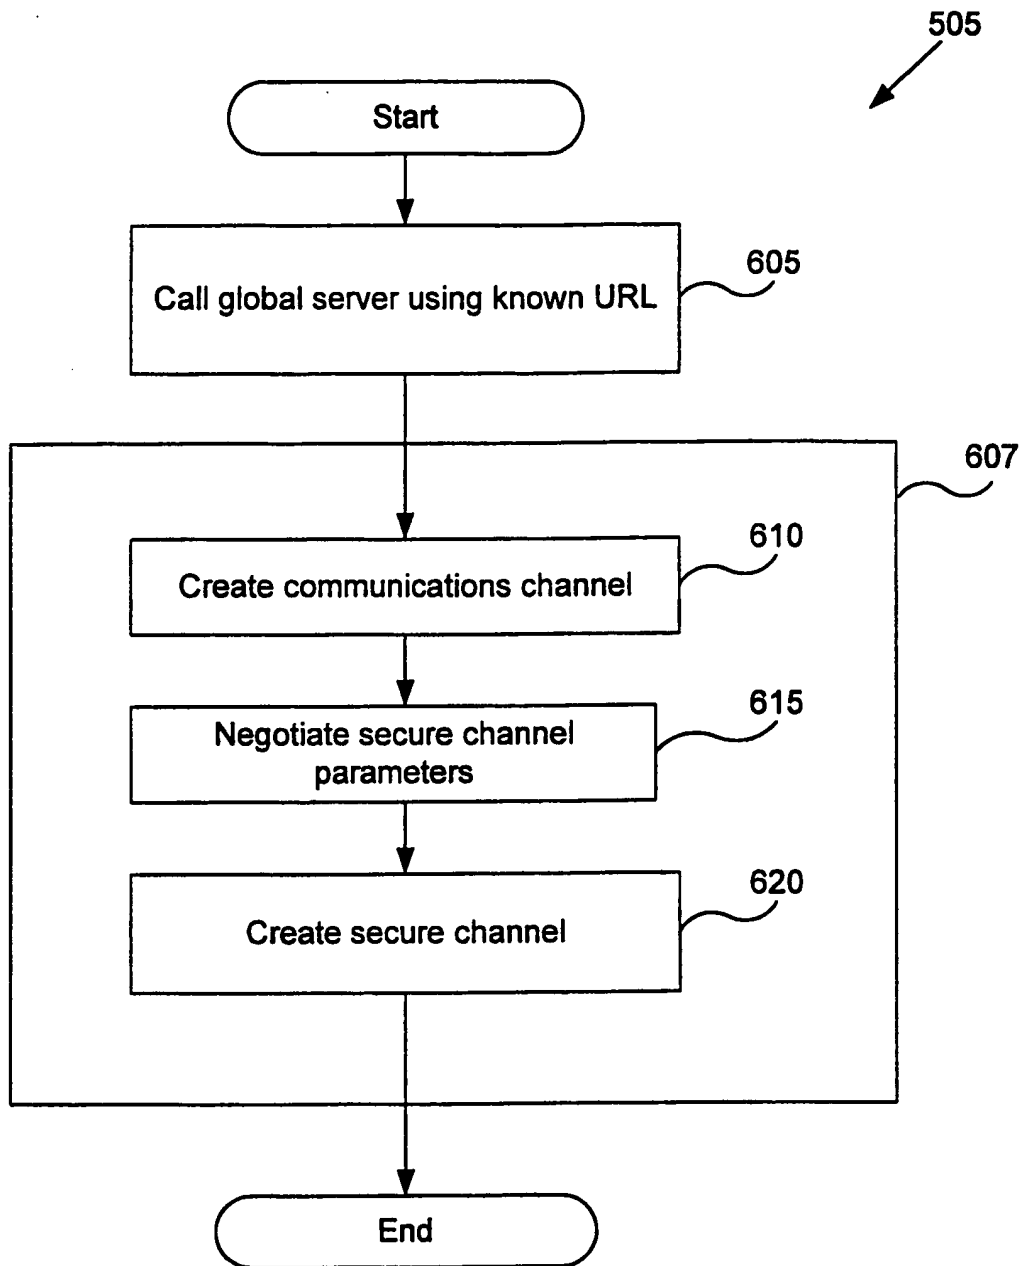 505
Start
605
Call global server using known URL
607
610
Create communications channel
615
Negotiate secure channel
parameters
620
Create secure channel
End